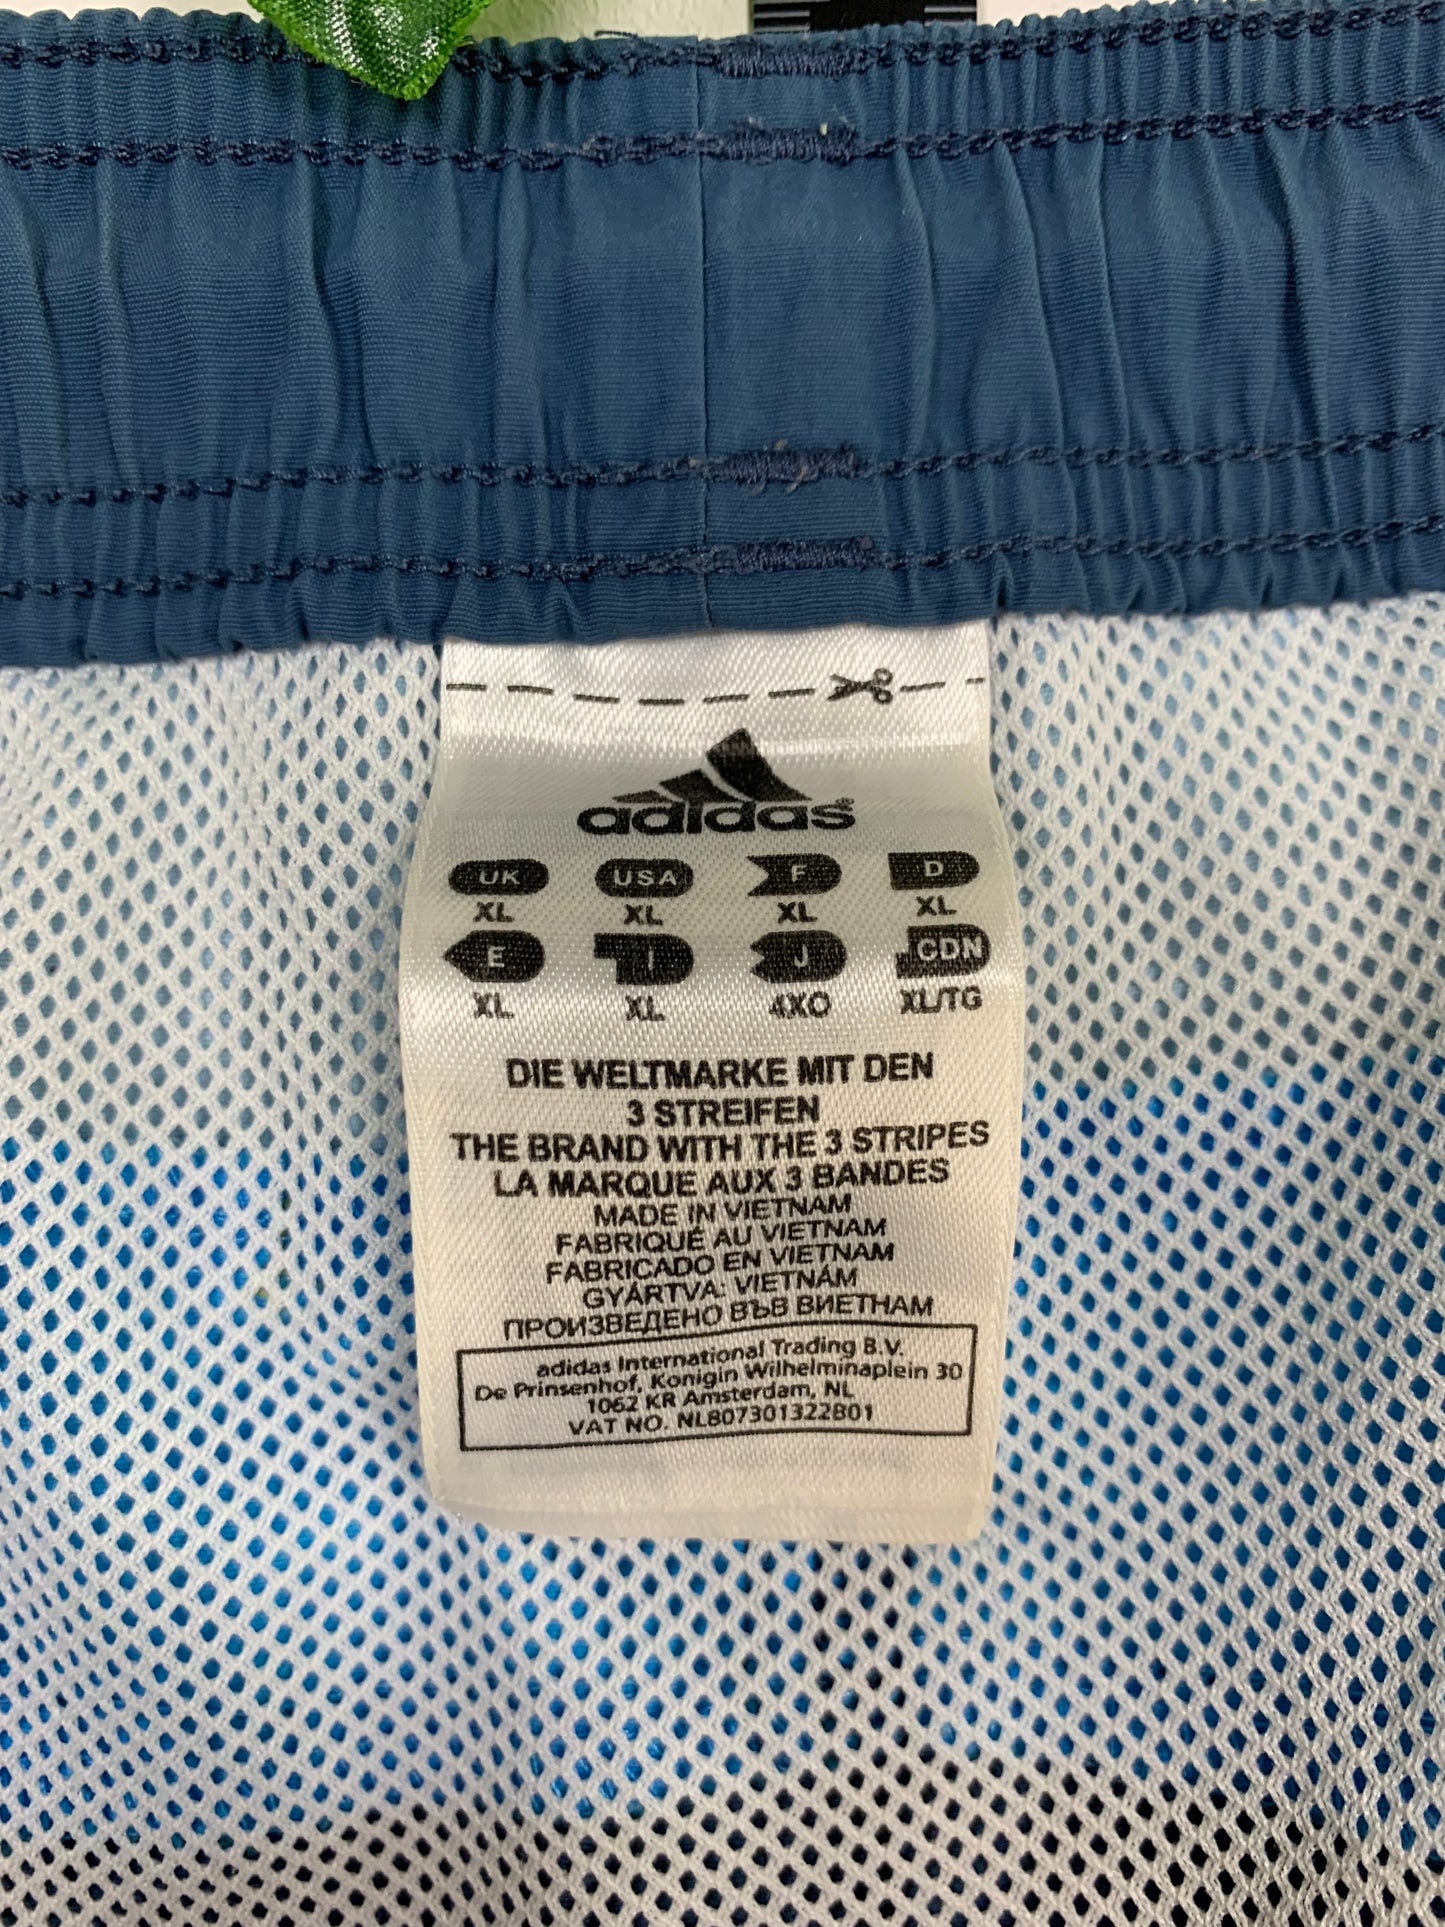 adidas®
UK USA F D
XL XL XL XL
E I J CDN
XL XL 4XO XL/TG
DIE WELTMARKE MIT DEN
3 STREIFEN
THE BRAND WITH THE 3 STRIPES
LA MARQUE AUX 3 BANDES
MADE IN VIETNAM
FABRIQUÉ AU VIETNAM
FABRICADO EN VIETNAM
GYÁRTVA: VIETNÁM
ПРОИЗВЕДЕНО ВЪВ ВИЕТНАМ
adidas International Trading B.V.
De Prinsenhof, Konigin Wilhelminaplein 30
1062 KR Amsterdam, NL
VAT NO. NL807301322B01